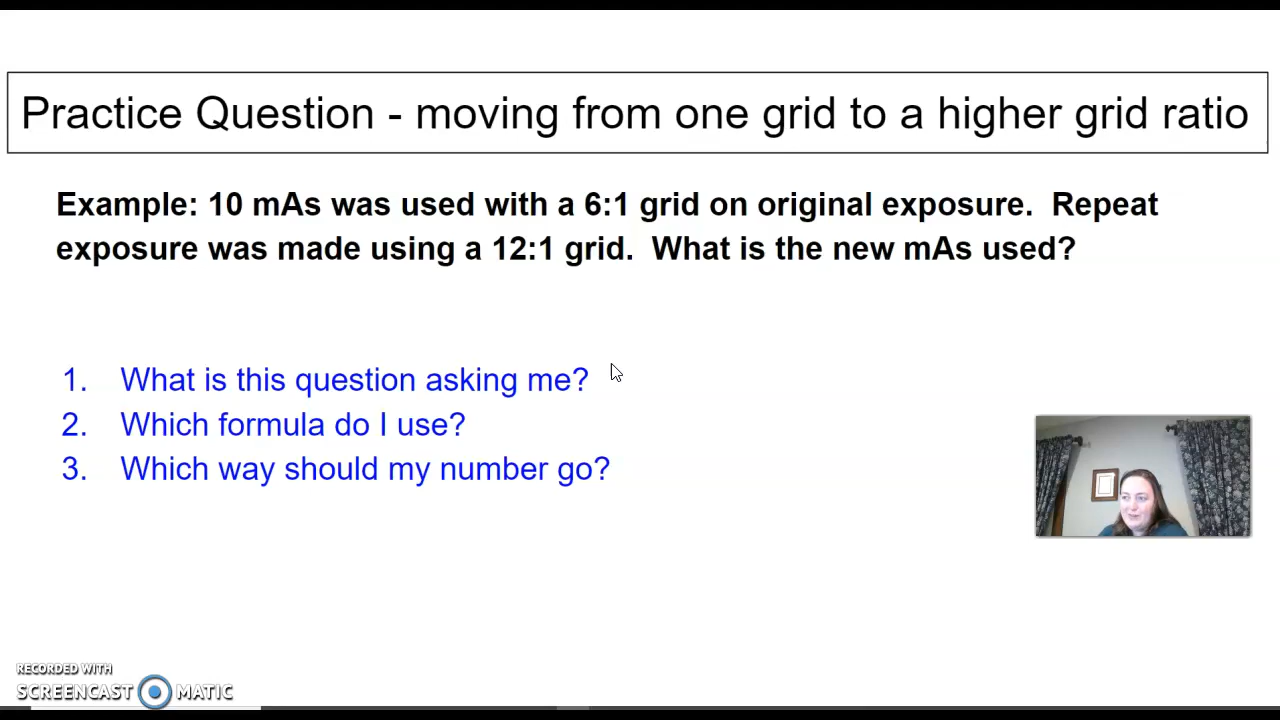 Practice Question - moving from one grid to a higher grid ratio
Example: 10 mAs was used with a 6:1 grid on original exposure. Repeat
exposure was made using a 12:1 grid. What is the new mAs used?
1. What is this question asking me?
2. Which formula do I use?
3. Which way should my number go?
RECORDED WITH
SCREENCAST MATIC